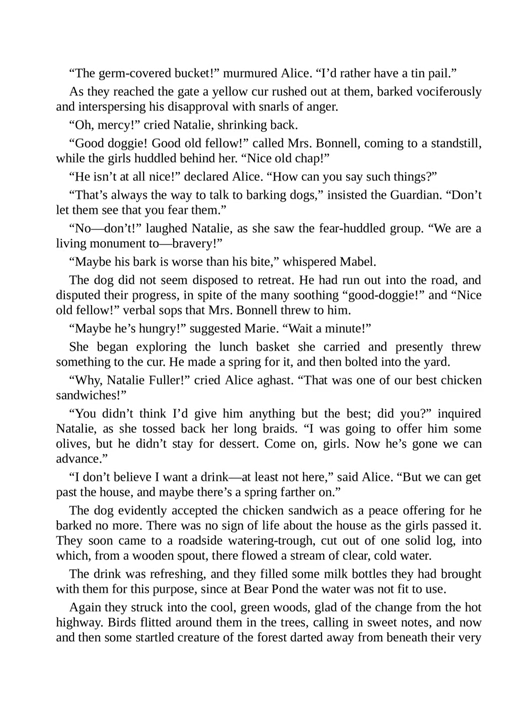 “The germ-covered bucket!” murmured Alice. “I’d rather have a tin pail.”
As they reached the gate a yellow cur rushed out at them, barked vociferously
and interspersing his disapproval with snarls of anger.
“Oh, mercy!” cried Natalie, shrinking back.
“Good doggie! Good old fellow!” called Mrs. Bonnell, coming to a standstill,
while the girls huddled behind her. “Nice old chap!”
“He isn’t at all nice!” declared Alice. “How can you say such things?”
“That’s always the way to talk to barking dogs,” insisted the Guardian. “Don’t
let them see that you fear them.”
“No—don’t!” laughed Natalie, as she saw the fear-huddled group. “We are a
living monument to—bravery!”
“Maybe his bark is worse than his bite,” whispered Mabel.
The dog did not seem disposed to retreat. He had run out into the road, and
disputed their progress, in spite of the many soothing “good-doggie!” and “Nice
old fellow!” verbal sops that Mrs. Bonnell threw to him.
“Maybe he’s hungry!” suggested Marie. “Wait a minute!”
She began exploring the lunch basket she carried and presently threw
something to the cur. He made a spring for it, and then bolted into the yard.
“Why, Natalie Fuller!” cried Alice aghast. “That was one of our best chicken
sandwiches!”
“You didn’t think I’d give him anything but the best; did you?” inquired
Natalie, as she tossed back her long braids. “I was going to offer him some
olives, but he didn’t stay for dessert. Come on, girls. Now he’s gone we can
advance.”
“I don’t believe I want a drink—at least not here,” said Alice. “But we can get
past the house, and maybe there’s a spring farther on.”
The dog evidently accepted the chicken sandwich as a peace offering for he
barked no more. There was no sign of life about the house as the girls passed it.
They soon came to a roadside watering-trough, cut out of one solid log, into
which, from a wooden spout, there flowed a stream of clear, cold water.
The drink was refreshing, and they filled some milk bottles they had brought
with them for this purpose, since at Bear Pond the water was not fit to use.
Again they struck into the cool, green woods, glad of the change from the hot
highway. Birds flitted around them in the trees, calling in sweet notes, and now
and then some startled creature of the forest darted away from beneath their very